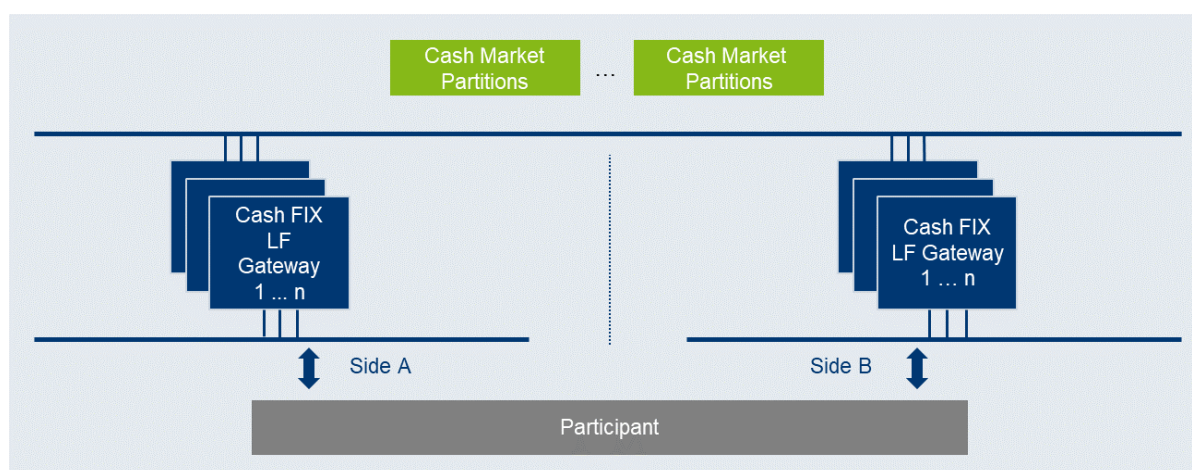 Cash Market
Partitions
...
Cash Market
Partitions
Cash FIX
LF
Gateway
1 ... n
Cash FIX
LF Gateway
1 ... n
Side A
Side B
Participant